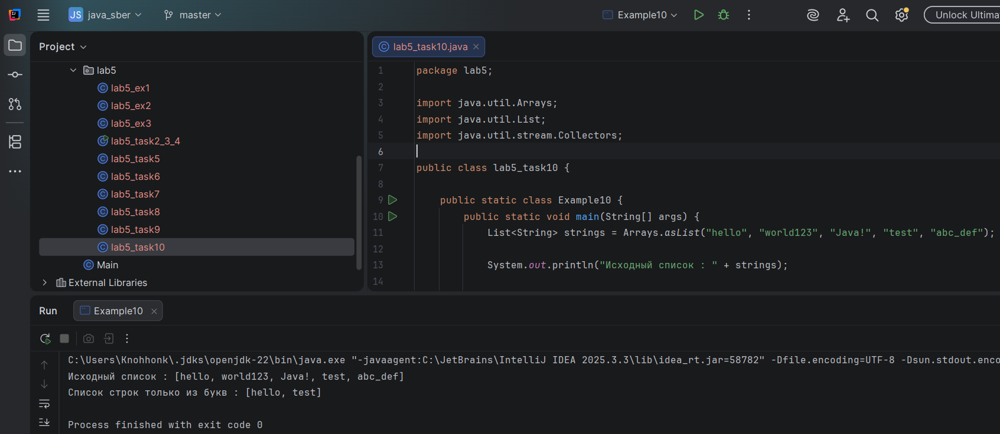 JS java_sber master Example10 Unlock Ultima
Project
lab5
lab5_ex1
lab5_ex2
lab5_ex3
lab5_task2_3_4
lab5_task5
lab5_task6
lab5_task7
lab5_task8
lab5_task9
lab5_task10
Main
External Libraries
lab5_task10.java
1 package lab5;
2
3 import java.util.Arrays;
4 import java.util.List;
5 import java.util.stream.Collectors;
6
7 public class lab5_task10 {
8
9 public static class Example10 {
10 public static void main(String[] args) {
11 List<String> strings = Arrays.asList("hello", "world123", "Java!", "test", "abc_def");
12
13 System.out.println("Исходный список : " + strings);
14
Run Example10
C:\Users\Knohhonk\.jdks\openjdk-22\bin\java.exe "-javaagent:C:\JetBrains\IntelliJ IDEA 2025.3.3\lib\idea_rt.jar=58782" -Dfile.encoding=UTF-8 -Dsun.stdout.enco
Исходный список : [hello, world123, Java!, test, abc_def]
Список строк только из букв : [hello, test]
Process finished with exit code 0